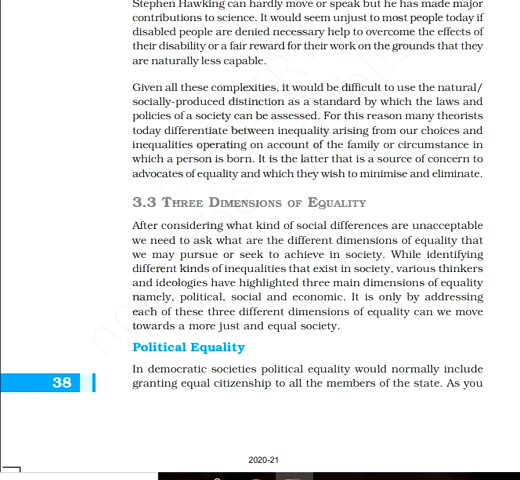 Stephen Hawking can hardly move or speak but he has made major
contributions to science. It would seem unjust to most people today if
disabled people are denied necessary help to overcome the effects of
their disability or a fair reward for their work on the grounds that they
are naturally less capable.
Given all these complexities, it would be difficult to use the natural/
socially-produced distinction as a standard by which the laws and
policies of a society can be assessed. For this reason many theorists
today differentiate between inequality arising from our choices and
inequalities operating on account of the family or circumstance in
which a person is born. It is the latter that is a source of concern to
advocates of equality and which they wish to minimise and eliminate.
3.3 THREE DIMENSIONS OF EQUALITY
After considering what kind of social differences are unacceptable
we need to ask what are the different dimensions of equality that
we may pursue or seek to achieve in society. While identifying
different kinds of inequalities that exist in society, various thinkers
and ideologies have highlighted three main dimensions of equality
namely, political, social and economic. It is only by addressing
each of these three different dimensions of equality can we move
towards a more just and equal society.
Political Equality
In democratic societies political equality would normally include
granting equal citizenship to all the members of the state. As you
38
2020-21